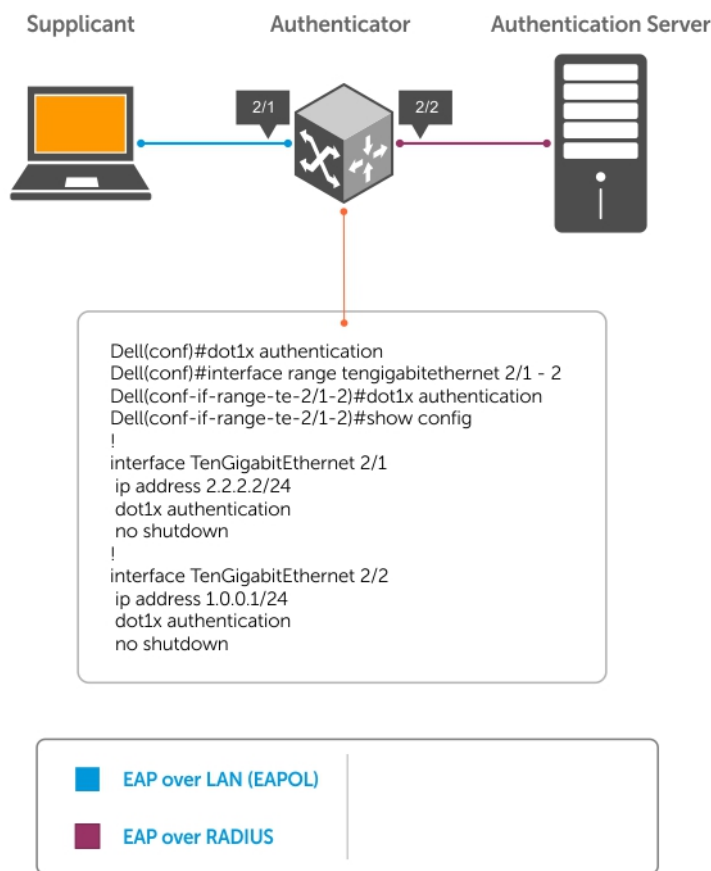 Supplicant
Authenticator
Authentication Server
2/1
2/2
Dell(conf)#dot1x authentication
Dell(conf)#interface range tengigabitethernet 2/1 - 2
Dell(conf-if-range-te-2/1-2)#dot1x authentication
Dell(conf-if-range-te-2/1-2)#show config
!
interface TenGigabitEthernet 2/1
ip address 2.2.2.2/24
dot1x authentication
no shutdown
!
interface TenGigabitEthernet 2/2
ip address 1.0.0.1/24
dot1x authentication
no shutdown
EAP over LAN (EAPOL)
EAP over RADIUS